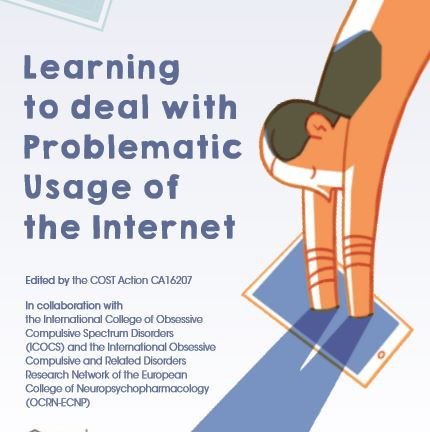 Learning
to deal with
Problematic
Usage of
the Internet
Edited by the COST Action CA16207
In collaboration with
the International College of Obsessive
Compulsive Spectrum Disorders
(ICOCS) and the International Obsessive
Compulsive and Related Disorders
Research Network of the European
College of Neuropsychopharmacology
(OCRN-ECNP)